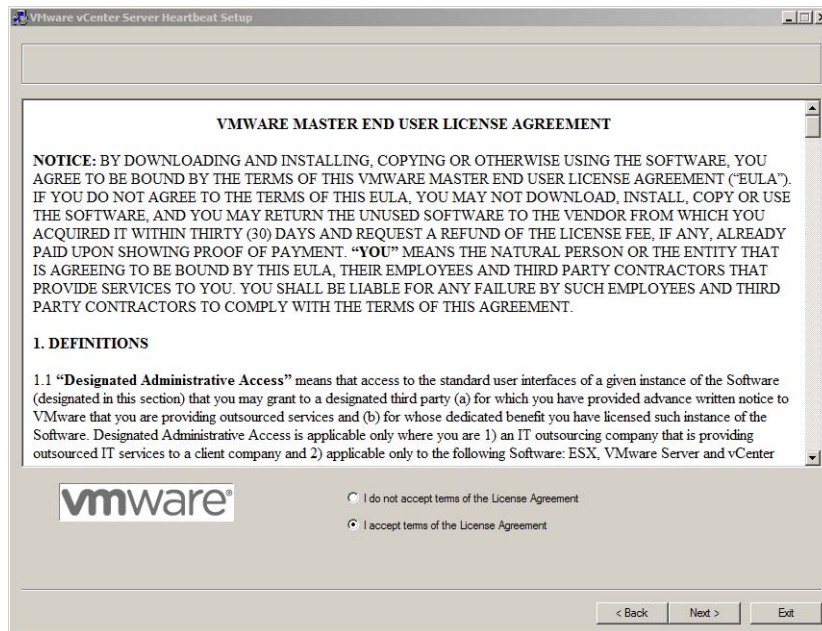 VMware vCenter Server Heartbeat Setup
VMWARE MASTER END USER LICENSE AGREEMENT
NOTICE: BY DOWNLOADING AND INSTALLING, COPYING OR OTHERWISE USING THE SOFTWARE, YOU
AGREE TO BE BOUND BY THE TERMS OF THIS VMWARE MASTER END USER LICENSE AGREEMENT (“EULA”).
IF YOU DO NOT AGREE TO THE TERMS OF THIS EULA, YOU MAY NOT DOWNLOAD, INSTALL, COPY OR USE
THE SOFTWARE, AND YOU MAY RETURN THE UNUSED SOFTWARE TO THE VENDOR FROM WHICH YOU
ACQUIRED IT WITHIN THIRTY (30) DAYS AND REQUEST A REFUND OF THE LICENSE FEE, IF ANY, ALREADY
PAID UPON SHOWING PROOF OF PAYMENT. “YOU” MEANS THE NATURAL PERSON OR THE ENTITY THAT
IS AGREEING TO BE BOUND BY THIS EULA, THEIR EMPLOYEES AND THIRD PARTY CONTRACTORS THAT
PROVIDE SERVICES TO YOU. YOU SHALL BE LIABLE FOR ANY FAILURE BY SUCH EMPLOYEES AND THIRD
PARTY CONTRACTORS TO COMPLY WITH THE TERMS OF THIS AGREEMENT.
1. DEFINITIONS
1.1 “Designated Administrative Access” means that access to the standard user interfaces of a given instance of the Software
(designated in this section) that you may grant to a designated third party (a) for which you have provided advance written notice to
VMware that you are providing outsourced services and (b) for whose dedicated benefit you have licensed such instance of the
Software. Designated Administrative Access is applicable only where you are 1) an IT outsourcing company that is providing
outsourced IT services to a client company and 2) applicable only to the following Software: ESX, VMware Server and vCenter
vmware®
I do not accept terms of the License Agreement
I accept terms of the License Agreement
< Back Next > Exit